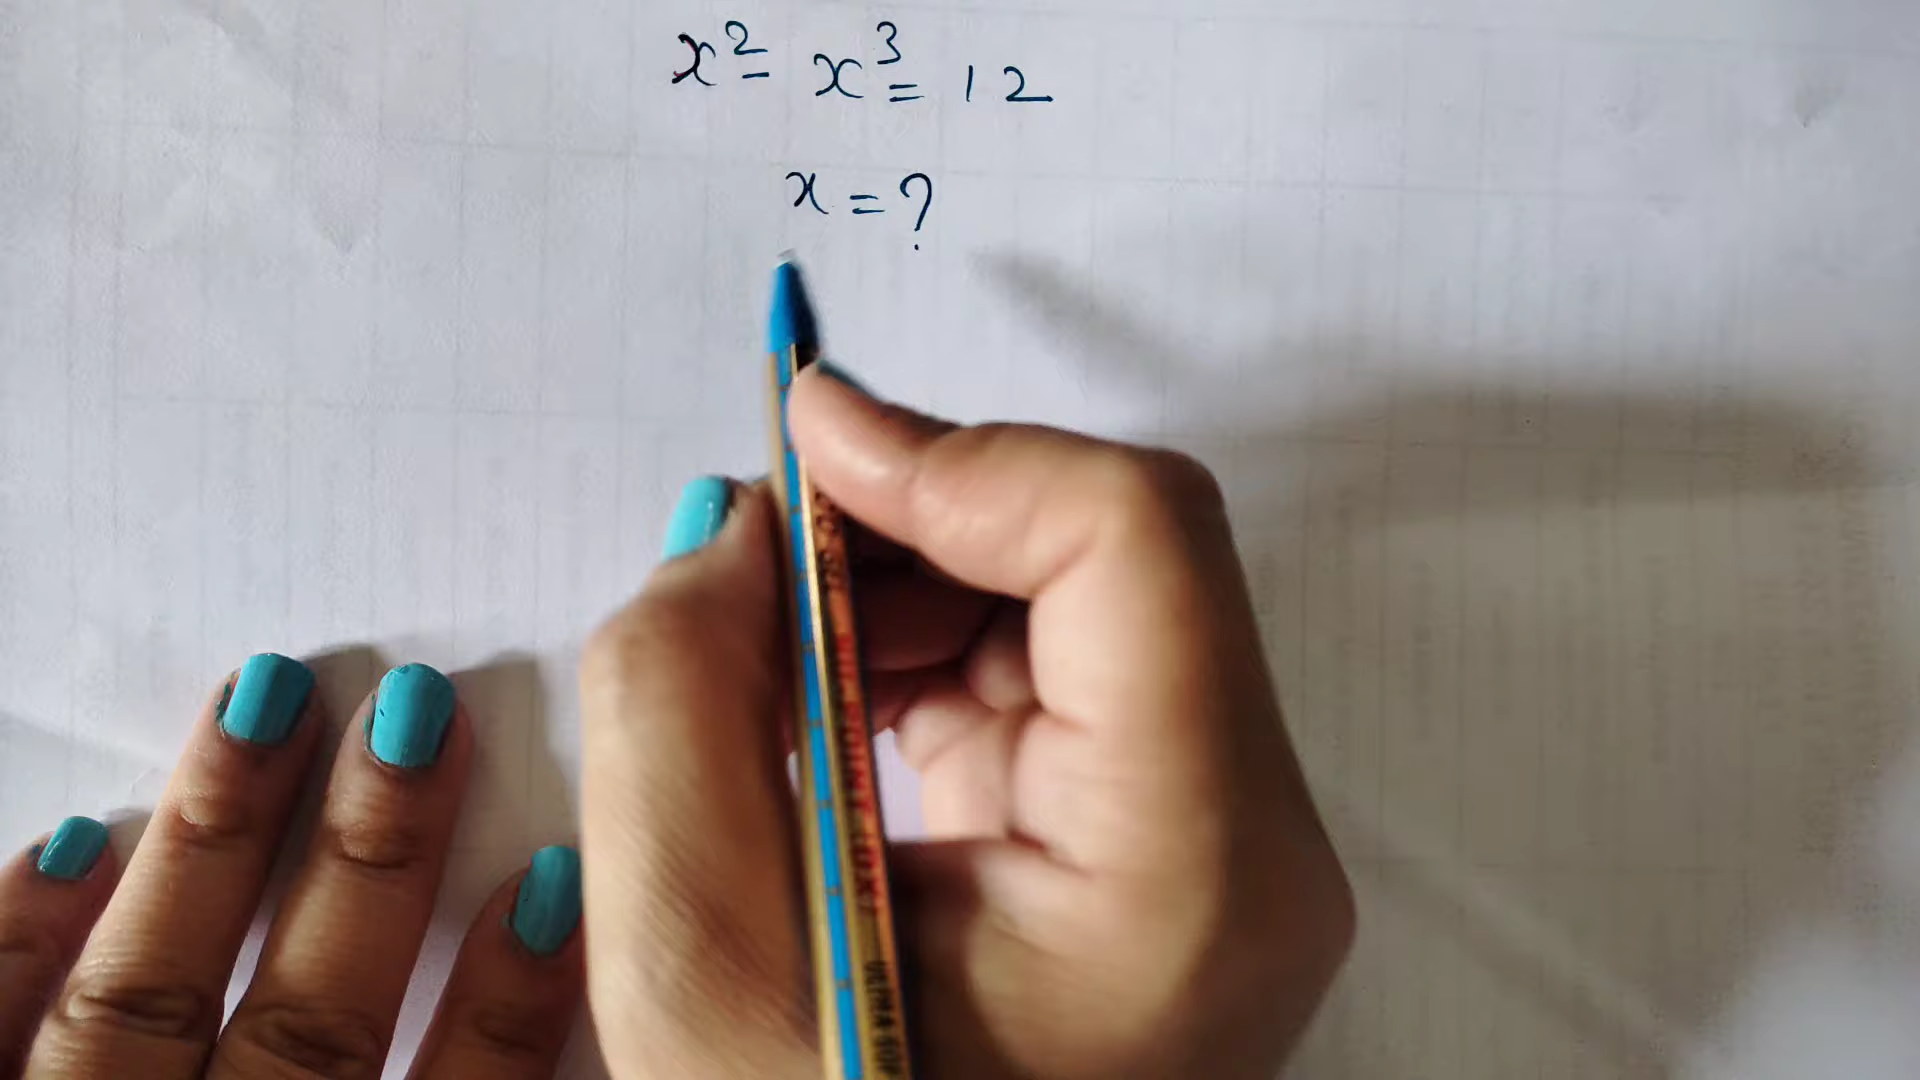 x² - x³ = 12
x = ?